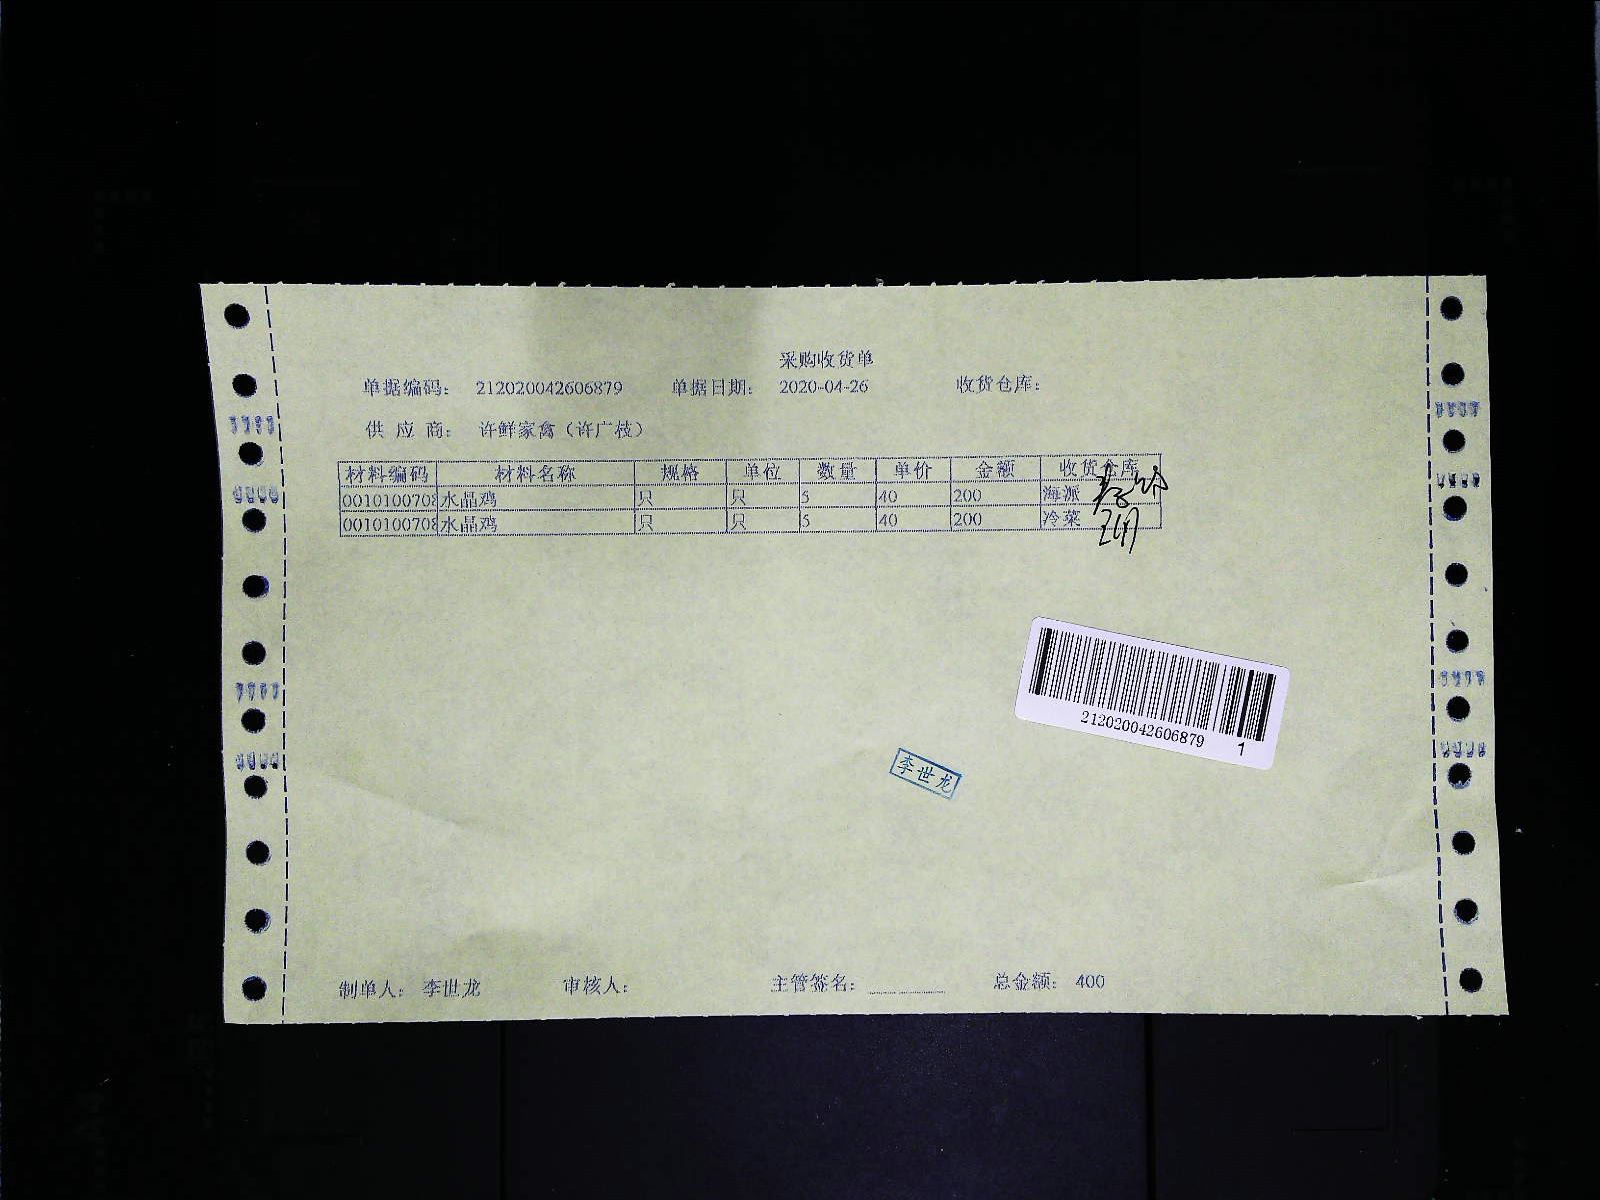 采购收货单
单据编码： 212020042606879 单据日期： 2020-04-26 收货仓库：
供 应 商： 许鲜家禽（许广枝）
材料编码 材料名称 规格 单位 数量 单价 金额 收货仓库
0010100708 水晶鸡 只 只 5 40 200 海派
0010100708 水晶鸡 只 只 5 40 200 冷菜
212020042606879 1
李世龙
制单人： 李世龙 审核人： 主管签名： 总金额： 400